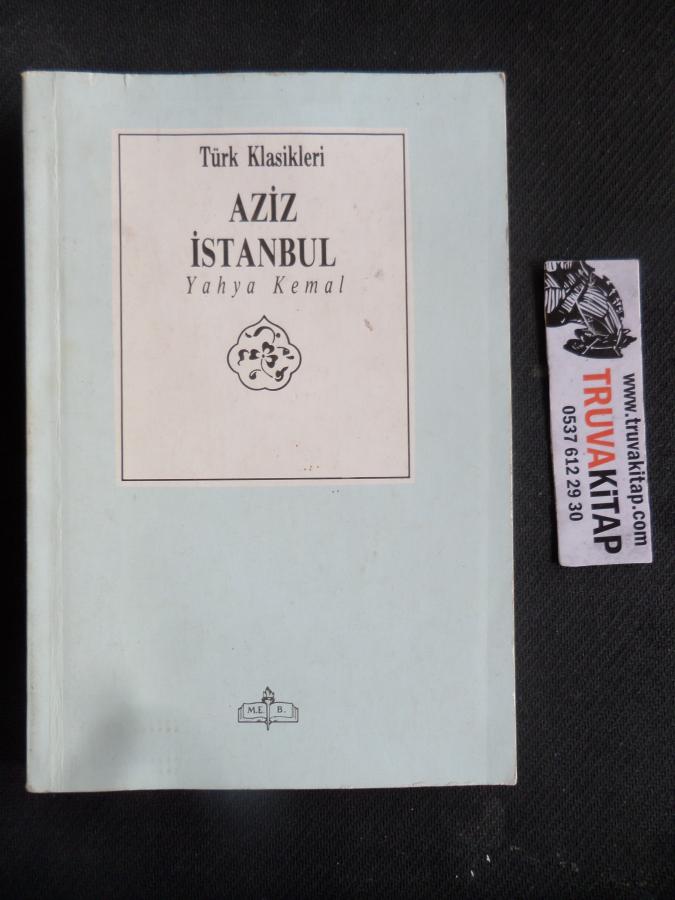 Türk Klasikleri
AZİZ
İSTANBUL
Yahya Kemal
M.E. B.
www.truvakitap.com
TRUVAKİTAP
0537 612 29 30